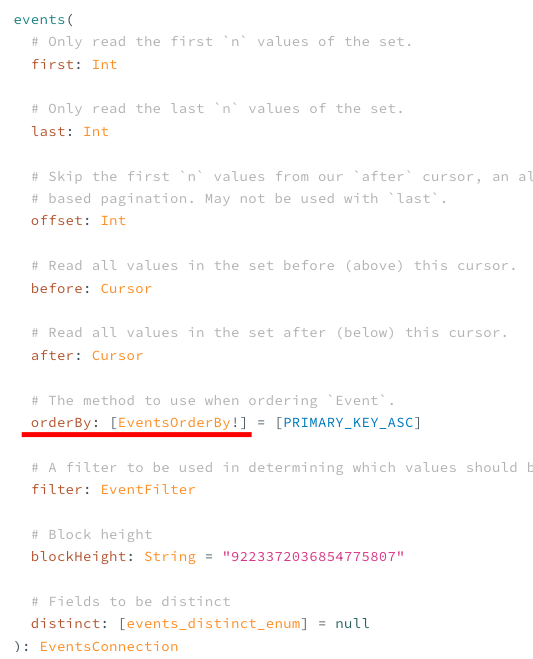 events(
# Only read the first `n` values of the set.
first: Int
# Only read the last `n` values of the set.
last: Int
# Skip the first `n` values from our `after` cursor, an
# based pagination. May not be used with `last`.
offset: Int
# Read all values in the set before (above) this cursor.
before: Cursor
# Read all values in the set after (below) this cursor.
after: Cursor
# The method to use when ordering `Event`.
orderBy: [EventsOrderBy!] = [PRIMARY_KEY_ASC]
# A filter to be used in determining which values should
filter: EventFilter
# Block height
blockHeight: String = "9223372036854775807"
# Fields to be distinct
distinct: [events_distinct_enum] = null
): EventsConnection